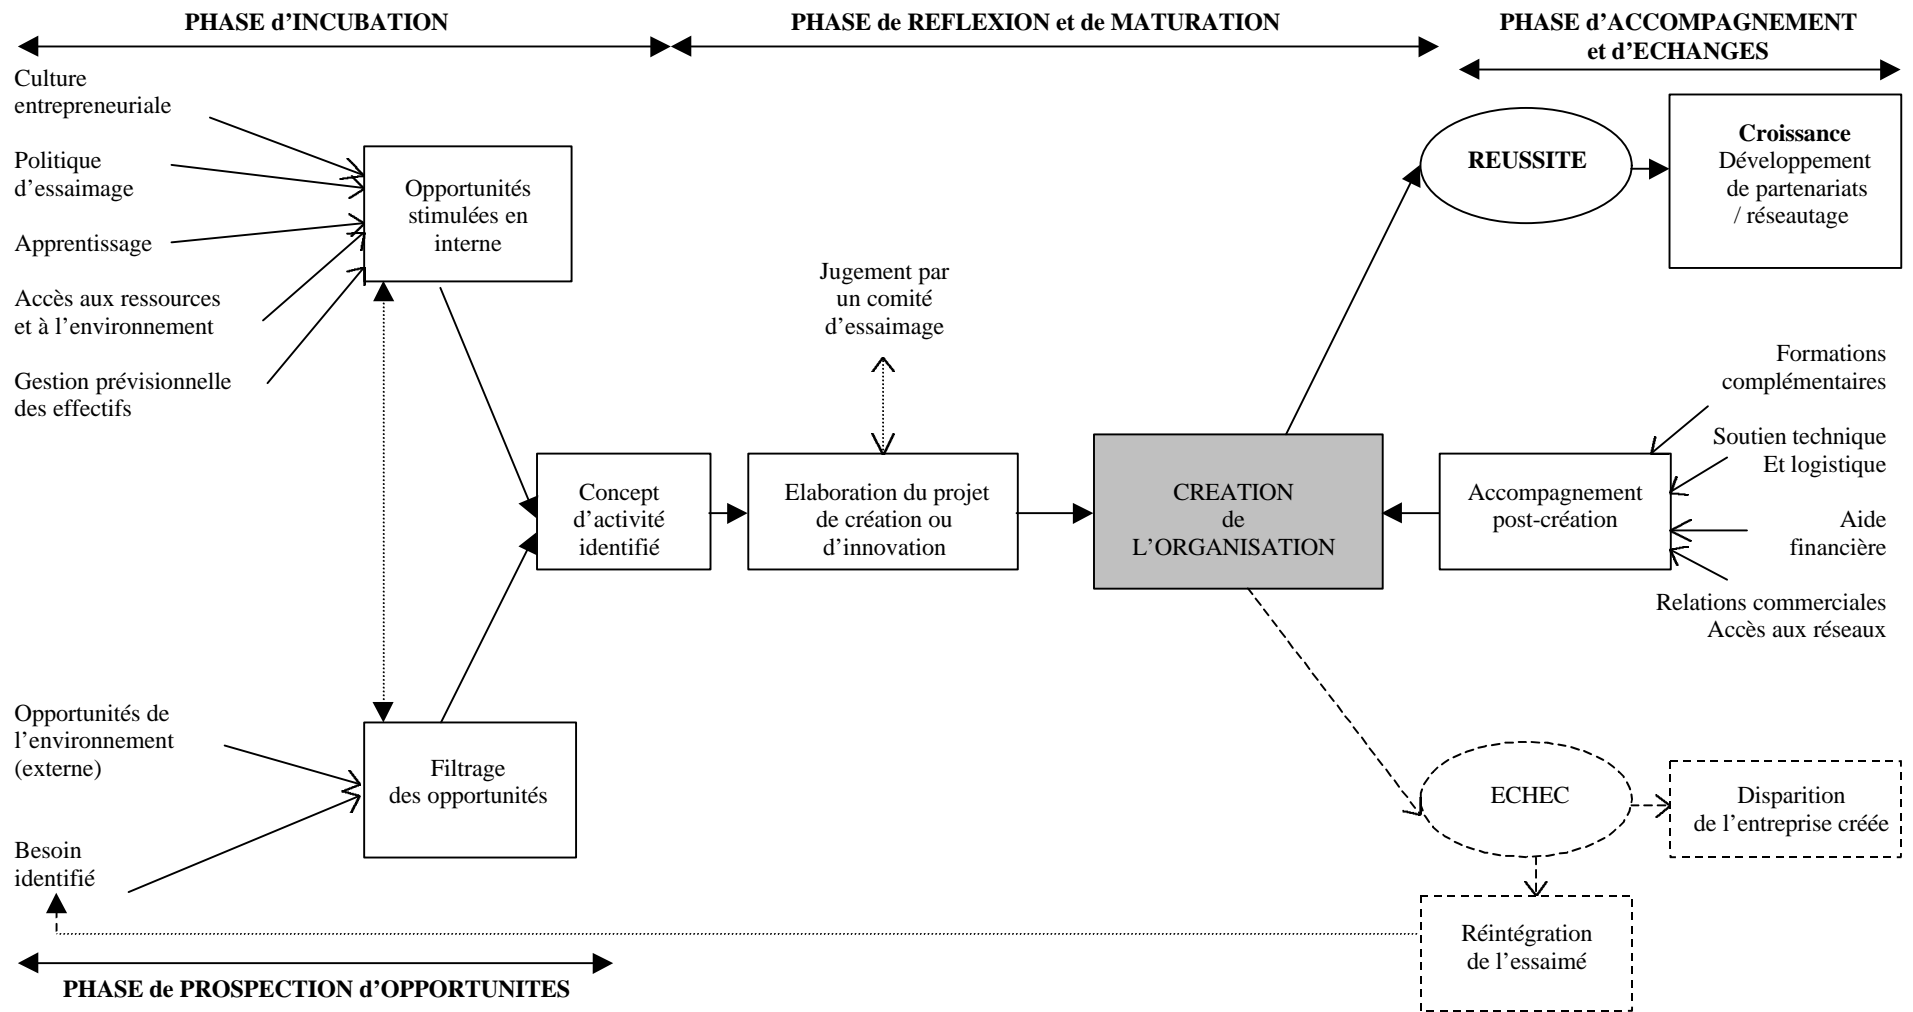 PHASE d’INCUBATION
PHASE de REFLEXION et de MATURATION
PHASE d’ACCOMPAGNEMENT
et d’ECHANGES
Culture
entrepreneuriale
Politique
d’essaimage
Apprentissage
Accès aux ressources
et à l’environnement
Gestion prévisionnelle
des effectifs
Opportunités
stimulées en
interne
Opportunités de
l’environnement
(externe)
Besoin
identifié
Filtrage
des opportunités
Concept
d’activité
identifié
Jugement par
un comité
d’essaimage
Elaboration du projet
de création ou
d’innovation
CREATION
de
L’ORGANISATION
REUSSITE
Croissance
Développement
de partenariats
/ réseautage
Accompagnement
post-création
Formations
complémentaires
Soutien technique
Et logistique
Aide
financière
Relations commerciales
Accès aux réseaux
ECHEC
Disparition
de l’entreprise créée
Réintégration
de l’essaimé
PHASE de PROSPECTION d’OPPORTUNITES